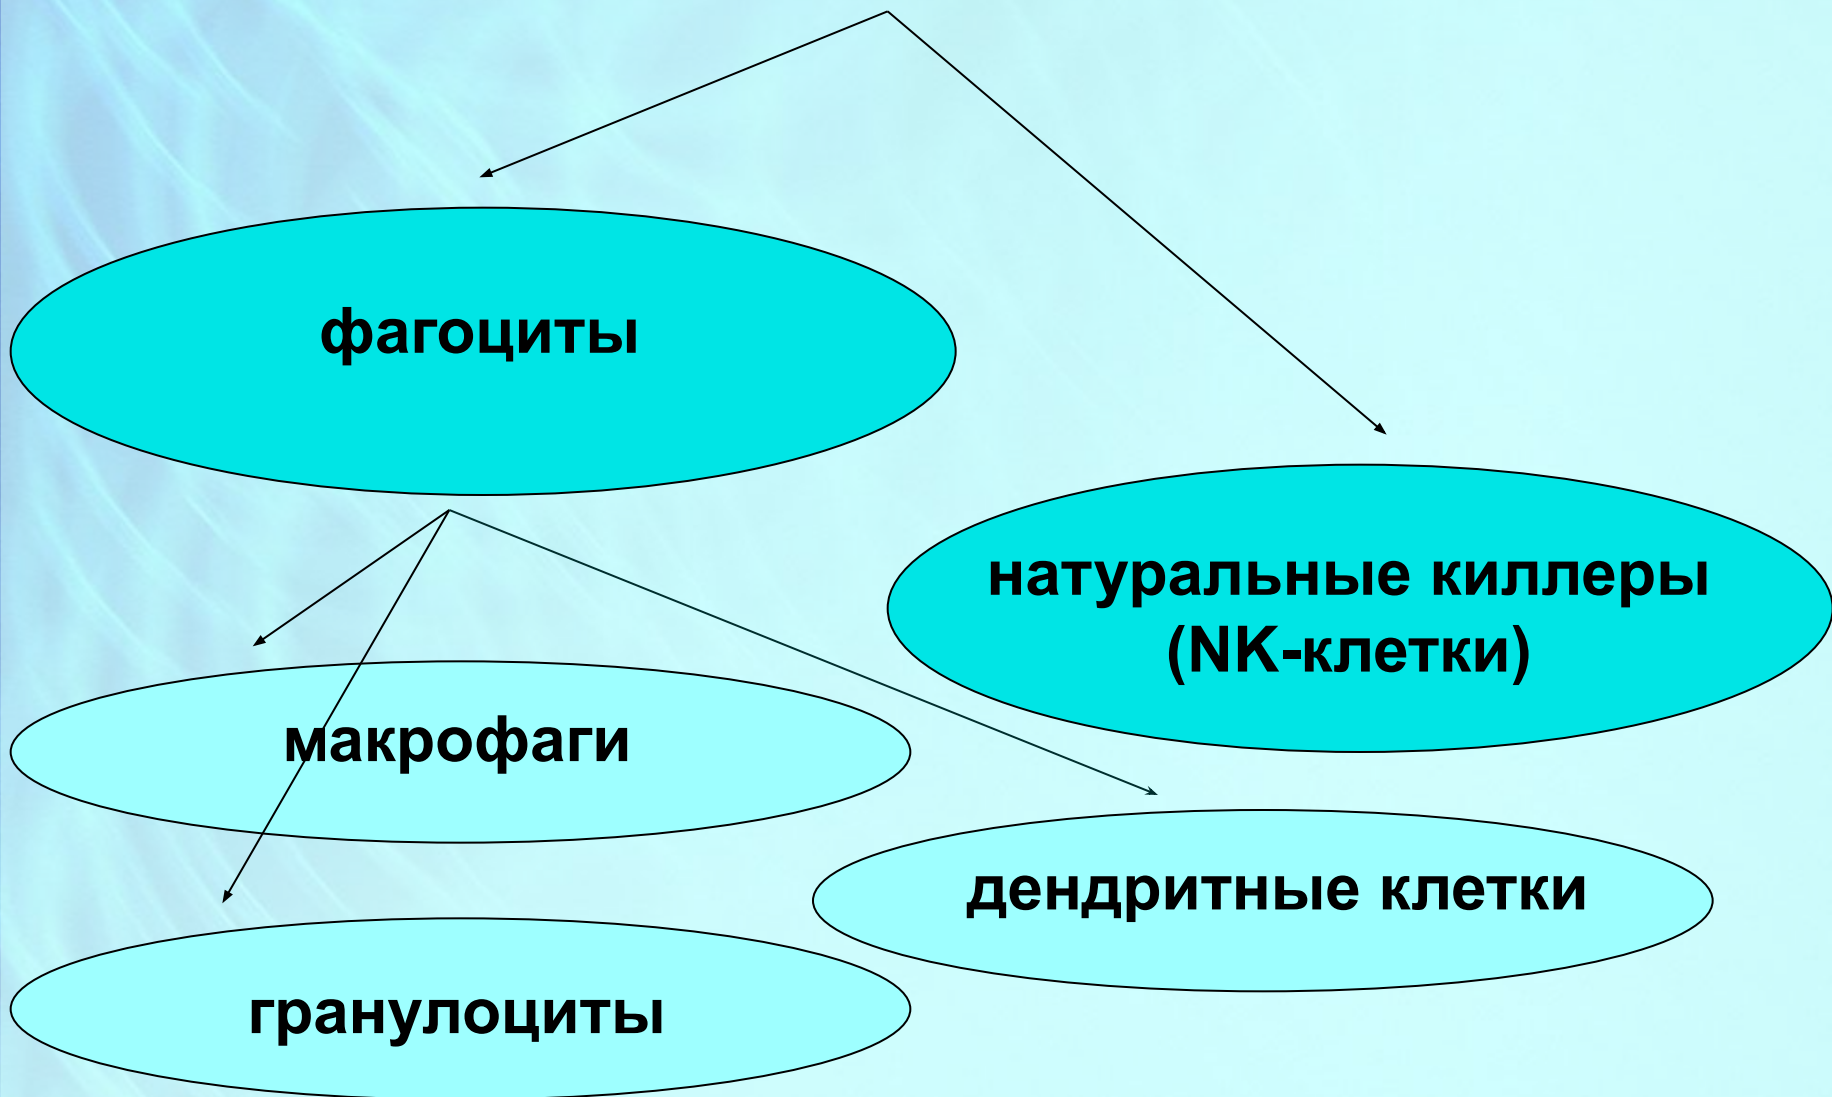 фагоциты
натуральные киллеры
(NK-клетки)
макрофаги
дендритные клетки
гранулоциты